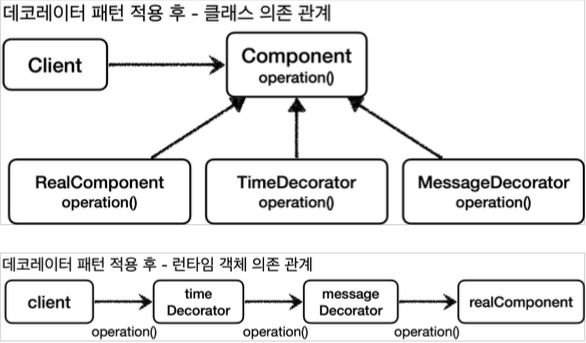 데코레이터 패턴 적용 후 - 클래스 의존 관계
Client
Component
operation()
RealComponent
operation()
TimeDecorator
operation()
MessageDecorator
operation()
데코레이터 패턴 적용 후 - 런타임 객체 의존 관계
client
time
Decorator
message
Decorator
realComponent
operation()
operation()
operation()